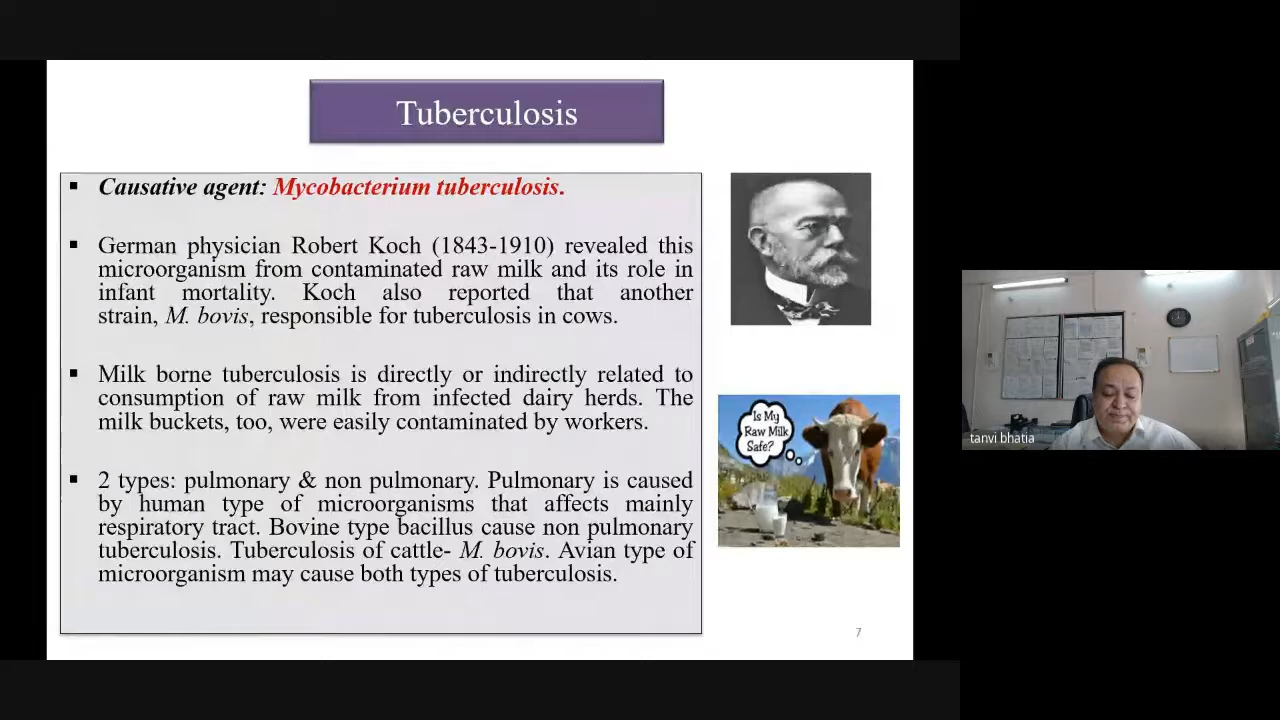 Tuberculosis
▪ Causative agent: Mycobacterium tuberculosis.
▪ German physician Robert Koch (1843-1910) revealed this
microorganism from contaminated raw milk and its role in
infant mortality. Koch also reported that another
strain, M. bovis, responsible for tuberculosis in cows.
▪ Milk borne tuberculosis is directly or indirectly related to
consumption of raw milk from infected dairy herds. The
milk buckets, too, were easily contaminated by workers.
▪ 2 types: pulmonary & non pulmonary. Pulmonary is caused
by human type of microorganisms that affects mainly
respiratory tract. Bovine type bacillus cause non pulmonary
tuberculosis. Tuberculosis of cattle- M. bovis. Avian type of
microorganism may cause both types of tuberculosis.
Is My
Raw Milk
Safe?
7
tanvi bhatia